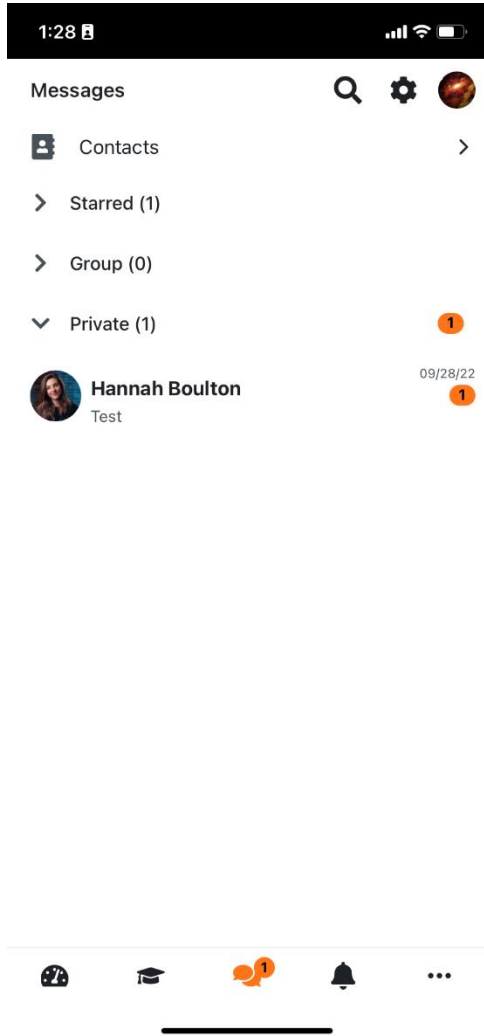 1:28
Messages
Contacts
Starred (1)
Group (0)
Private (1) 1
Hannah Boulton 09/28/22
Test 1
1